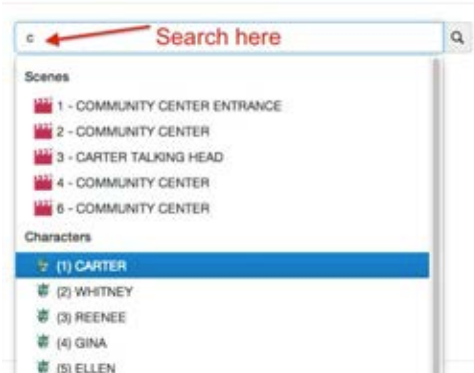 c
Search here
Scenes
1 - COMMUNITY CENTER ENTRANCE
2 - COMMUNITY CENTER
3 - CARTER TALKING HEAD
4 - COMMUNITY CENTER
6 - COMMUNITY CENTER
Characters
(1) CARTER
(2) WHITNEY
(3) REENEE
(4) GINA
(5) ELLEN